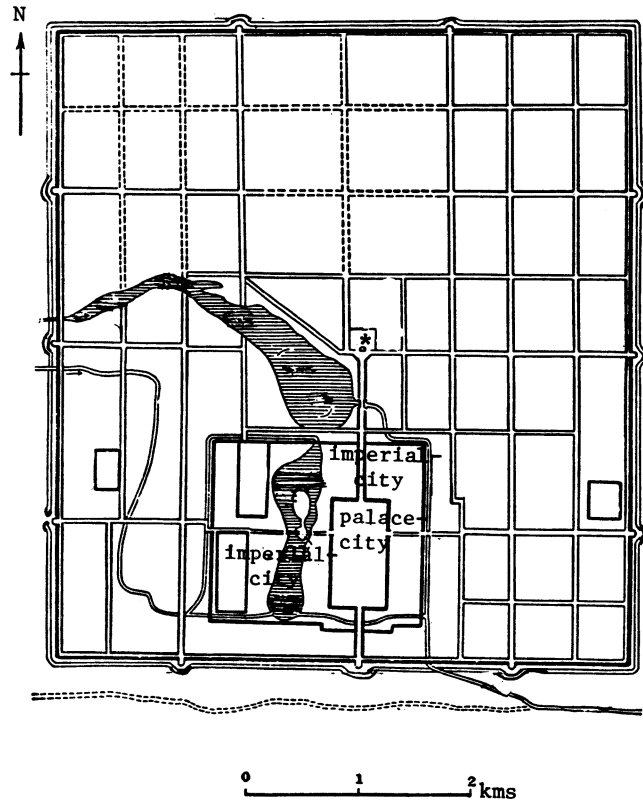 N
*
imperial-
city
palace-
city
imperial-
city
0 1 2 kms